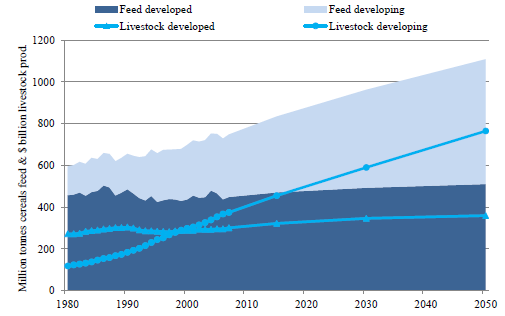 Feed developed
Feed developing
Livestock developed
Livestock developing
Million tonnes cereals feed & $ billion livestock prod.
1200
1000
800
600
400
200
0
1980 1990 2000 2010 2020 2030 2040 2050